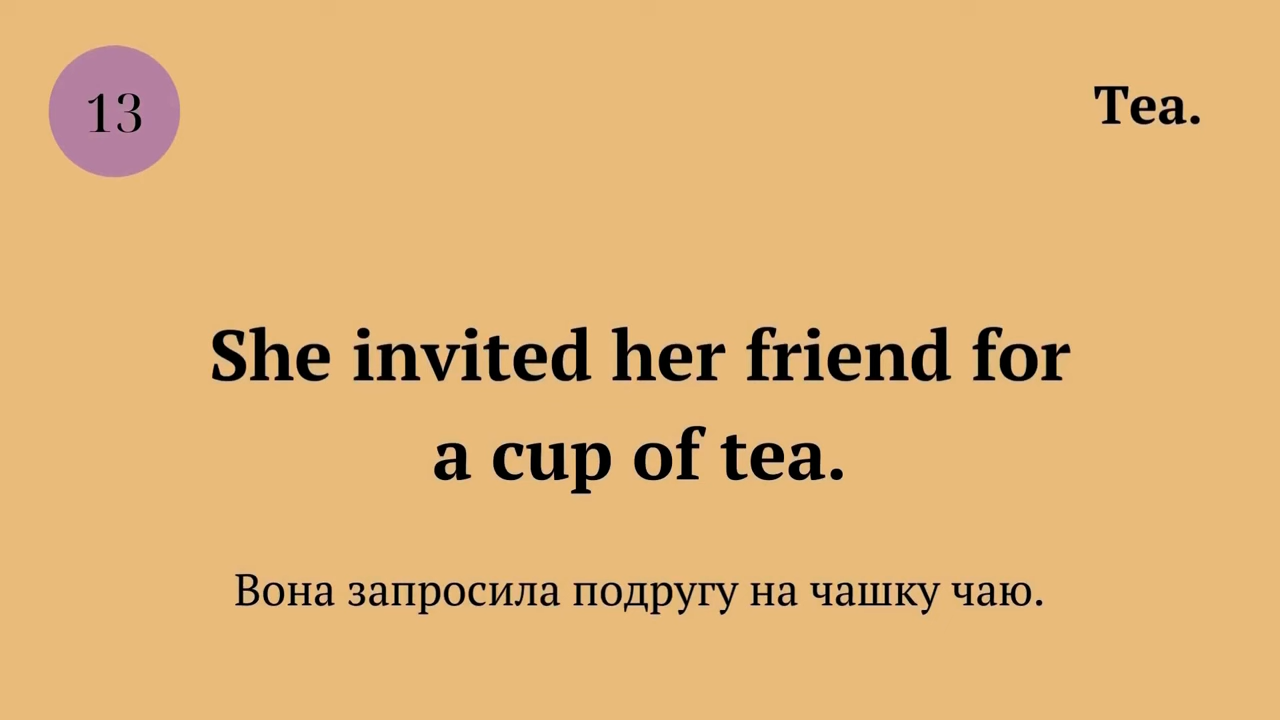 13
Tea.
She invited her friend for
a cup of tea.
Вона запросила подругу на чашку чаю.